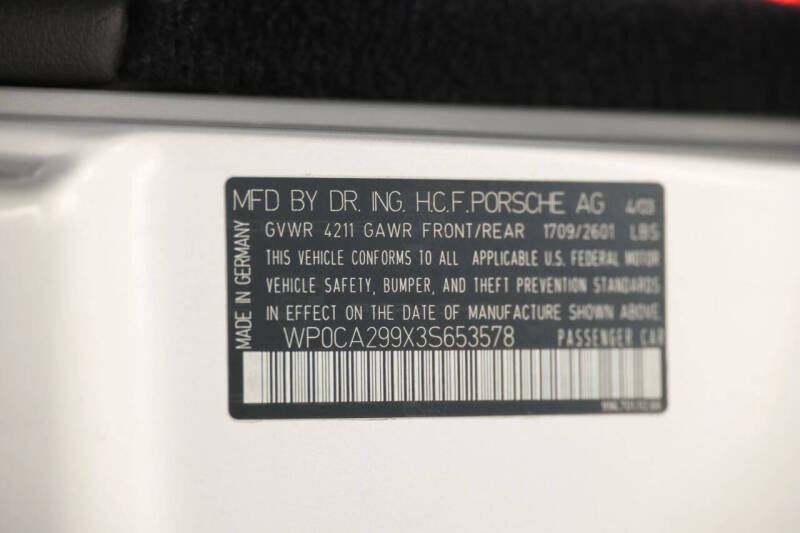 MFD BY DR. ING. H.C.F. PORSCHE AG 4/03
GVWR 4211 GAWR FRONT/REAR 1709/2601 LBS
THIS VEHICLE CONFORMS TO ALL APPLICABLE U.S. FEDERAL MOTOR
VEHICLE SAFETY, BUMPER, AND THEFT PREVENTION STANDARDS
IN EFFECT ON THE DATE OF MANUFACTURE SHOWN ABOVE.
WP0CA299X3S653578 PASSENGER CAR
MADE IN GERMANY